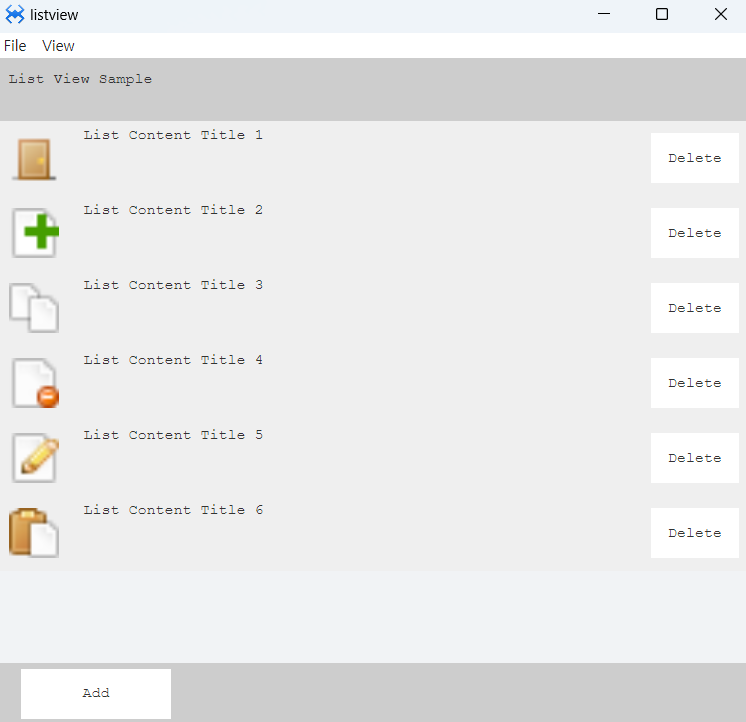 listview
File View
List View Sample
List Content Title 1
Delete
List Content Title 2
Delete
List Content Title 3
Delete
List Content Title 4
Delete
List Content Title 5
Delete
List Content Title 6
Delete
Add